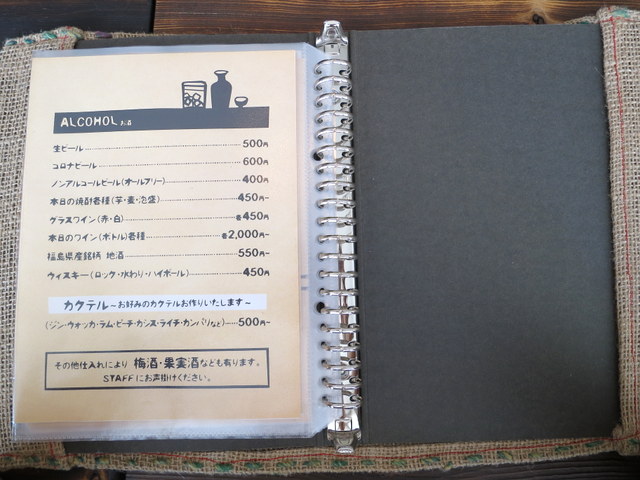 ALCOHOL お酒
生ビール 500円
コロナビール 600円
ノンアルコールビール(オールフリー) 400円
本日の焼酎各種(芋・麦・泡盛) 450円~
グラスワイン(赤・白) 各450円
本日のワイン(ボトル)各種 各2,000円~
福島県産銘柄 地酒 550円~
ウィスキー(ロック・水わり・ハイボール) 450円
カクテル~お好みのカクテルお作りいたします~
(ジン・ウォッカ・ラム・ピーチ・カシス・ライチ・カンパリなど) 500円~
その他仕入れにより 梅酒・果実酒なども有ります。
STAFFにお声掛けください。